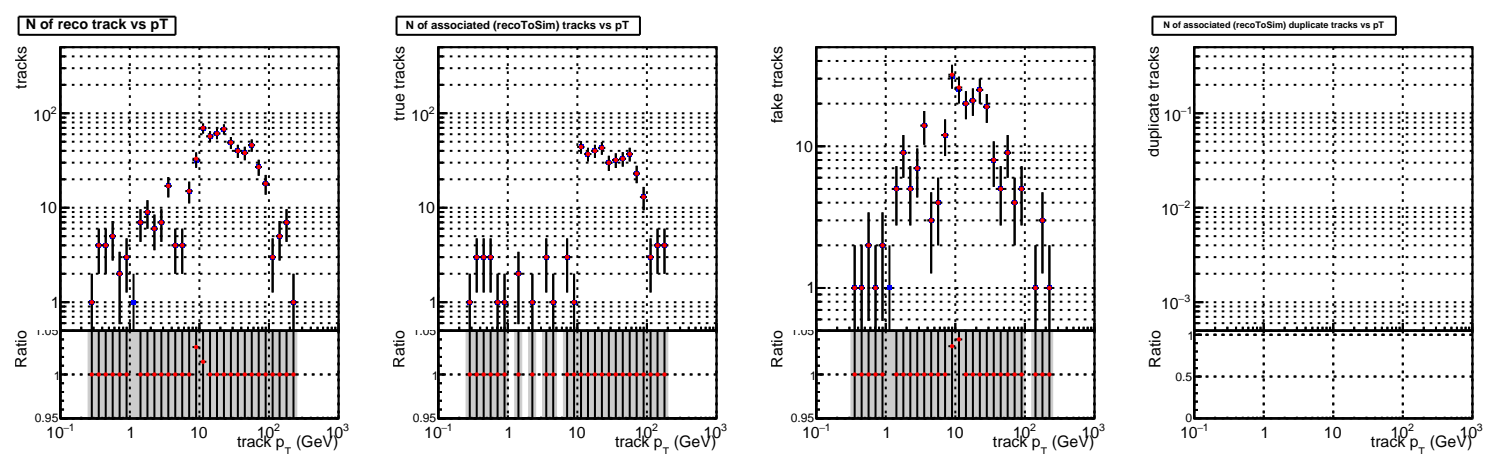 N of reco track vs pT
tracks
10²
10
1
1.05
Ratio
1
0.95
10⁻¹ 1 10 10² 10³
track p_T (GeV)
N of associated (recoToSim) tracks vs pT
true tracks
10²
10
1
1.05
Ratio
1
0.95
10⁻¹ 1 10 10² 10³
track p_T (GeV)
fake tracks
10
1
1.05
Ratio
1
0.95
10⁻¹ 1 10 10² 10³
track p_T (GeV)
N of associated (recoToSim) duplicate tracks vs pT
duplicate tracks
10⁻¹
10⁻²
10⁻³
Ratio
1
0.5
0
10⁻¹ 1 10 10² 10³
track p_T (GeV)